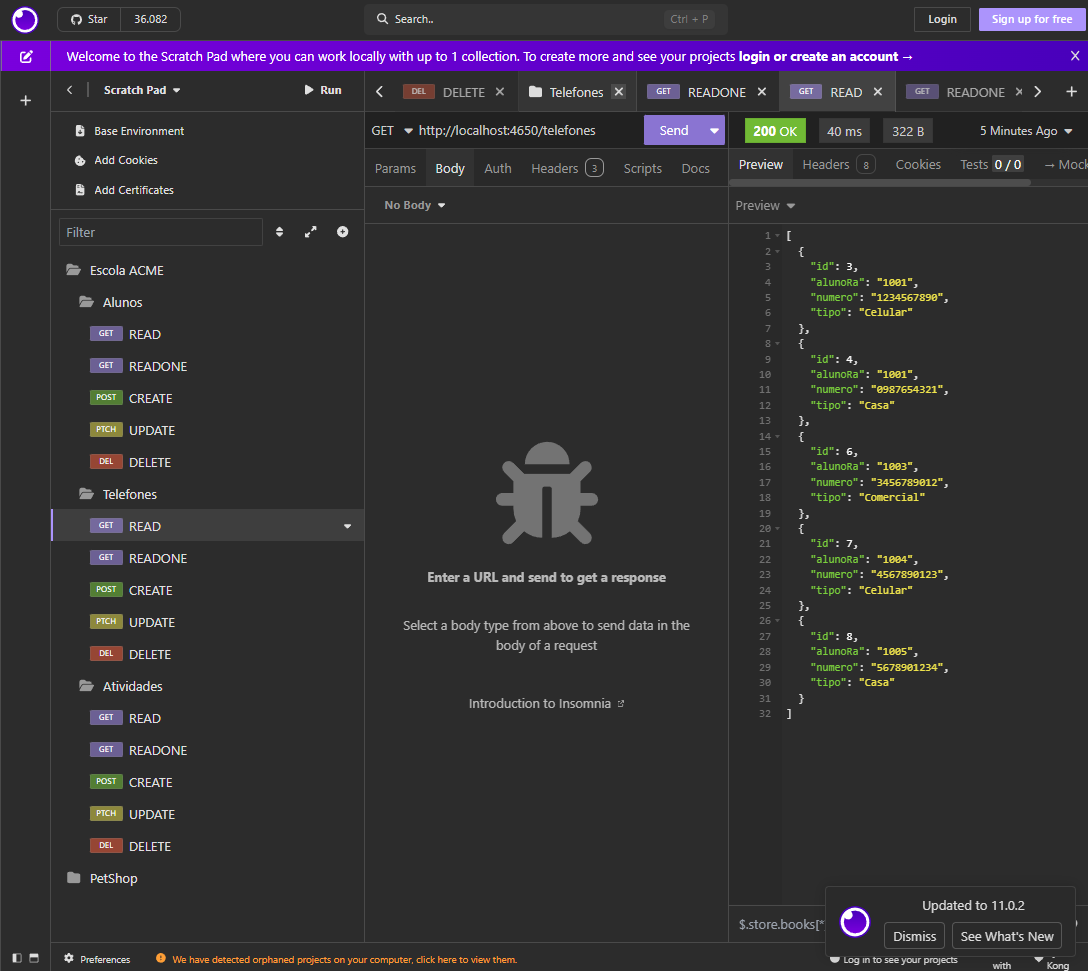 Star 36.082
Search..
Ctrl + P
Login
Sign up for free
Welcome to the Scratch Pad where you can work locally with up to 1 collection. To create more and see your projects login or create an account →
Scratch Pad
Run
Base Environment
Add Cookies
Add Certificates
Filter
Escola ACME
Alunos
GET READ
GET READONE
POST CREATE
PTCH UPDATE
DEL DELETE
Telefones
GET READ
GET READONE
POST CREATE
PTCH UPDATE
DEL DELETE
Atividades
GET READ
GET READONE
POST CREATE
PTCH UPDATE
DEL DELETE
PetShop
DEL DELETE
Telefones
GET READONE
GET READ
GET READONE
GET http://localhost:4650/telefones
Send
Params Body Auth Headers 3 Scripts Docs
No Body
Enter a URL and send to get a response
Select a body type from above to send data in the
body of a request
Introduction to Insomnia
200 OK 40 ms 322 B 5 Minutes Ago
Preview Headers 8 Cookies Tests 0 / 0 → Mock
Preview
1 [
2 {
3 "id": 3,
4 "alunoRa": "1001",
5 "numero": "1234567890",
6 "tipo": "Celular"
7 },
8 {
9 "id": 4,
10 "alunoRa": "1001",
11 "numero": "0987654321",
12 "tipo": "Casa"
13 },
14 {
15 "id": 6,
16 "alunoRa": "1003",
17 "numero": "3456789012",
18 "tipo": "Comercial"
19 },
20 {
21 "id": 7,
22 "alunoRa": "1004",
23 "numero": "4567890123",
24 "tipo": "Celular"
25 },
26 {
27 "id": 8,
28 "alunoRa": "1005",
29 "numero": "5678901234",
30 "tipo": "Casa"
31 }
32 ]
$.store.books[*
Updated to 11.0.2
Dismiss
See What's New
Preferences
We have detected orphaned projects on your computer, click here to view them.
Log in to see your projects
with
Kong